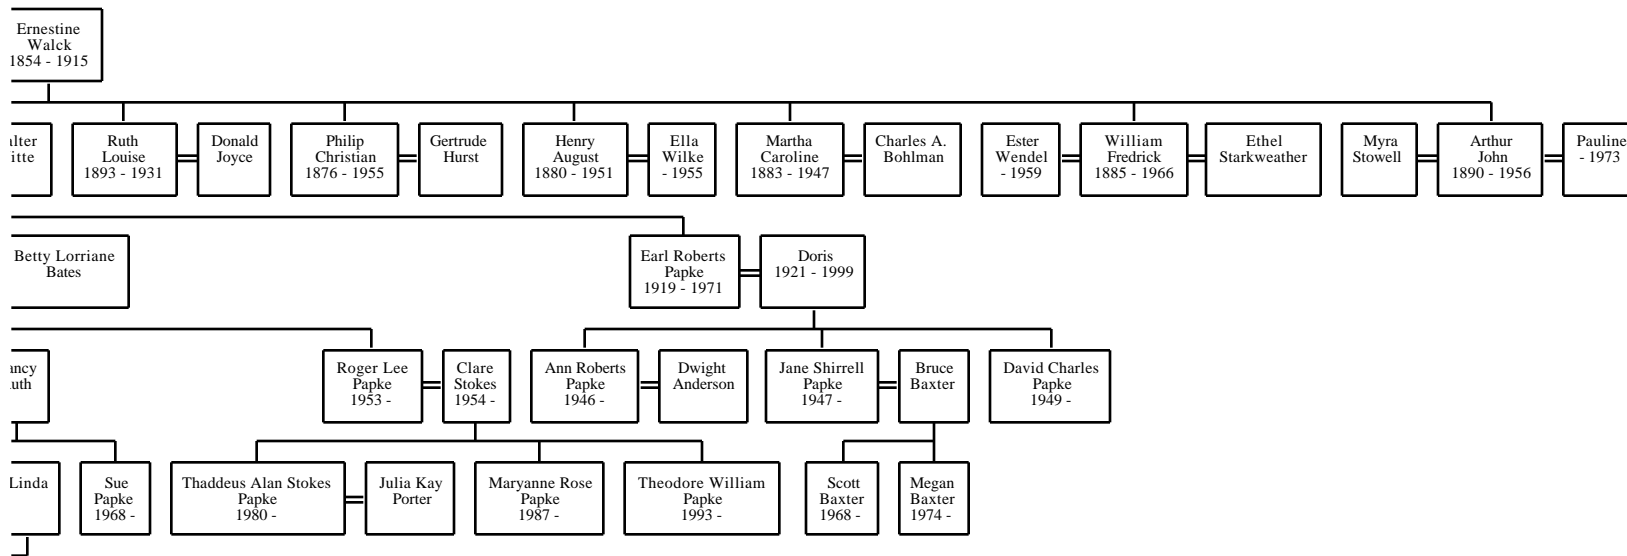 Ernestine
Walck
1854 - 1915
Ruth
Louise
1893 - 1931
Donald
Joyce
Philip
Christian
1876 - 1955
Gertrude
Hurst
Henry
August
1880 - 1951
Ella
Wilke
- 1955
Martha
Caroline
1883 - 1947
Charles A.
Bohlman
Ester
Wendel
- 1959
William
Fredrick
1885 - 1966
Ethel
Starkweather
Myra
Stowell
Arthur
John
1890 - 1956
Pauline
- 1973
Betty Lorriane
Bates
Earl Roberts
Papke
1919 - 1971
Doris
1921 - 1999
Roger Lee
Papke
1953 -
Clare
Stokes
1954 -
Ann Roberts
Papke
1946 -
Dwight
Anderson
Jane Shirrell
Papke
1947 -
Bruce
Baxter
David Charles
Papke
1949 -
Linda
Sue
Papke
1968 -
Thaddeus Alan Stokes
Papke
1980 -
Julia Kay
Porter
Maryanne Rose
Papke
1987 -
Theodore William
Papke
1993 -
Scott
Baxter
1968 -
Megan
Baxter
1974 -